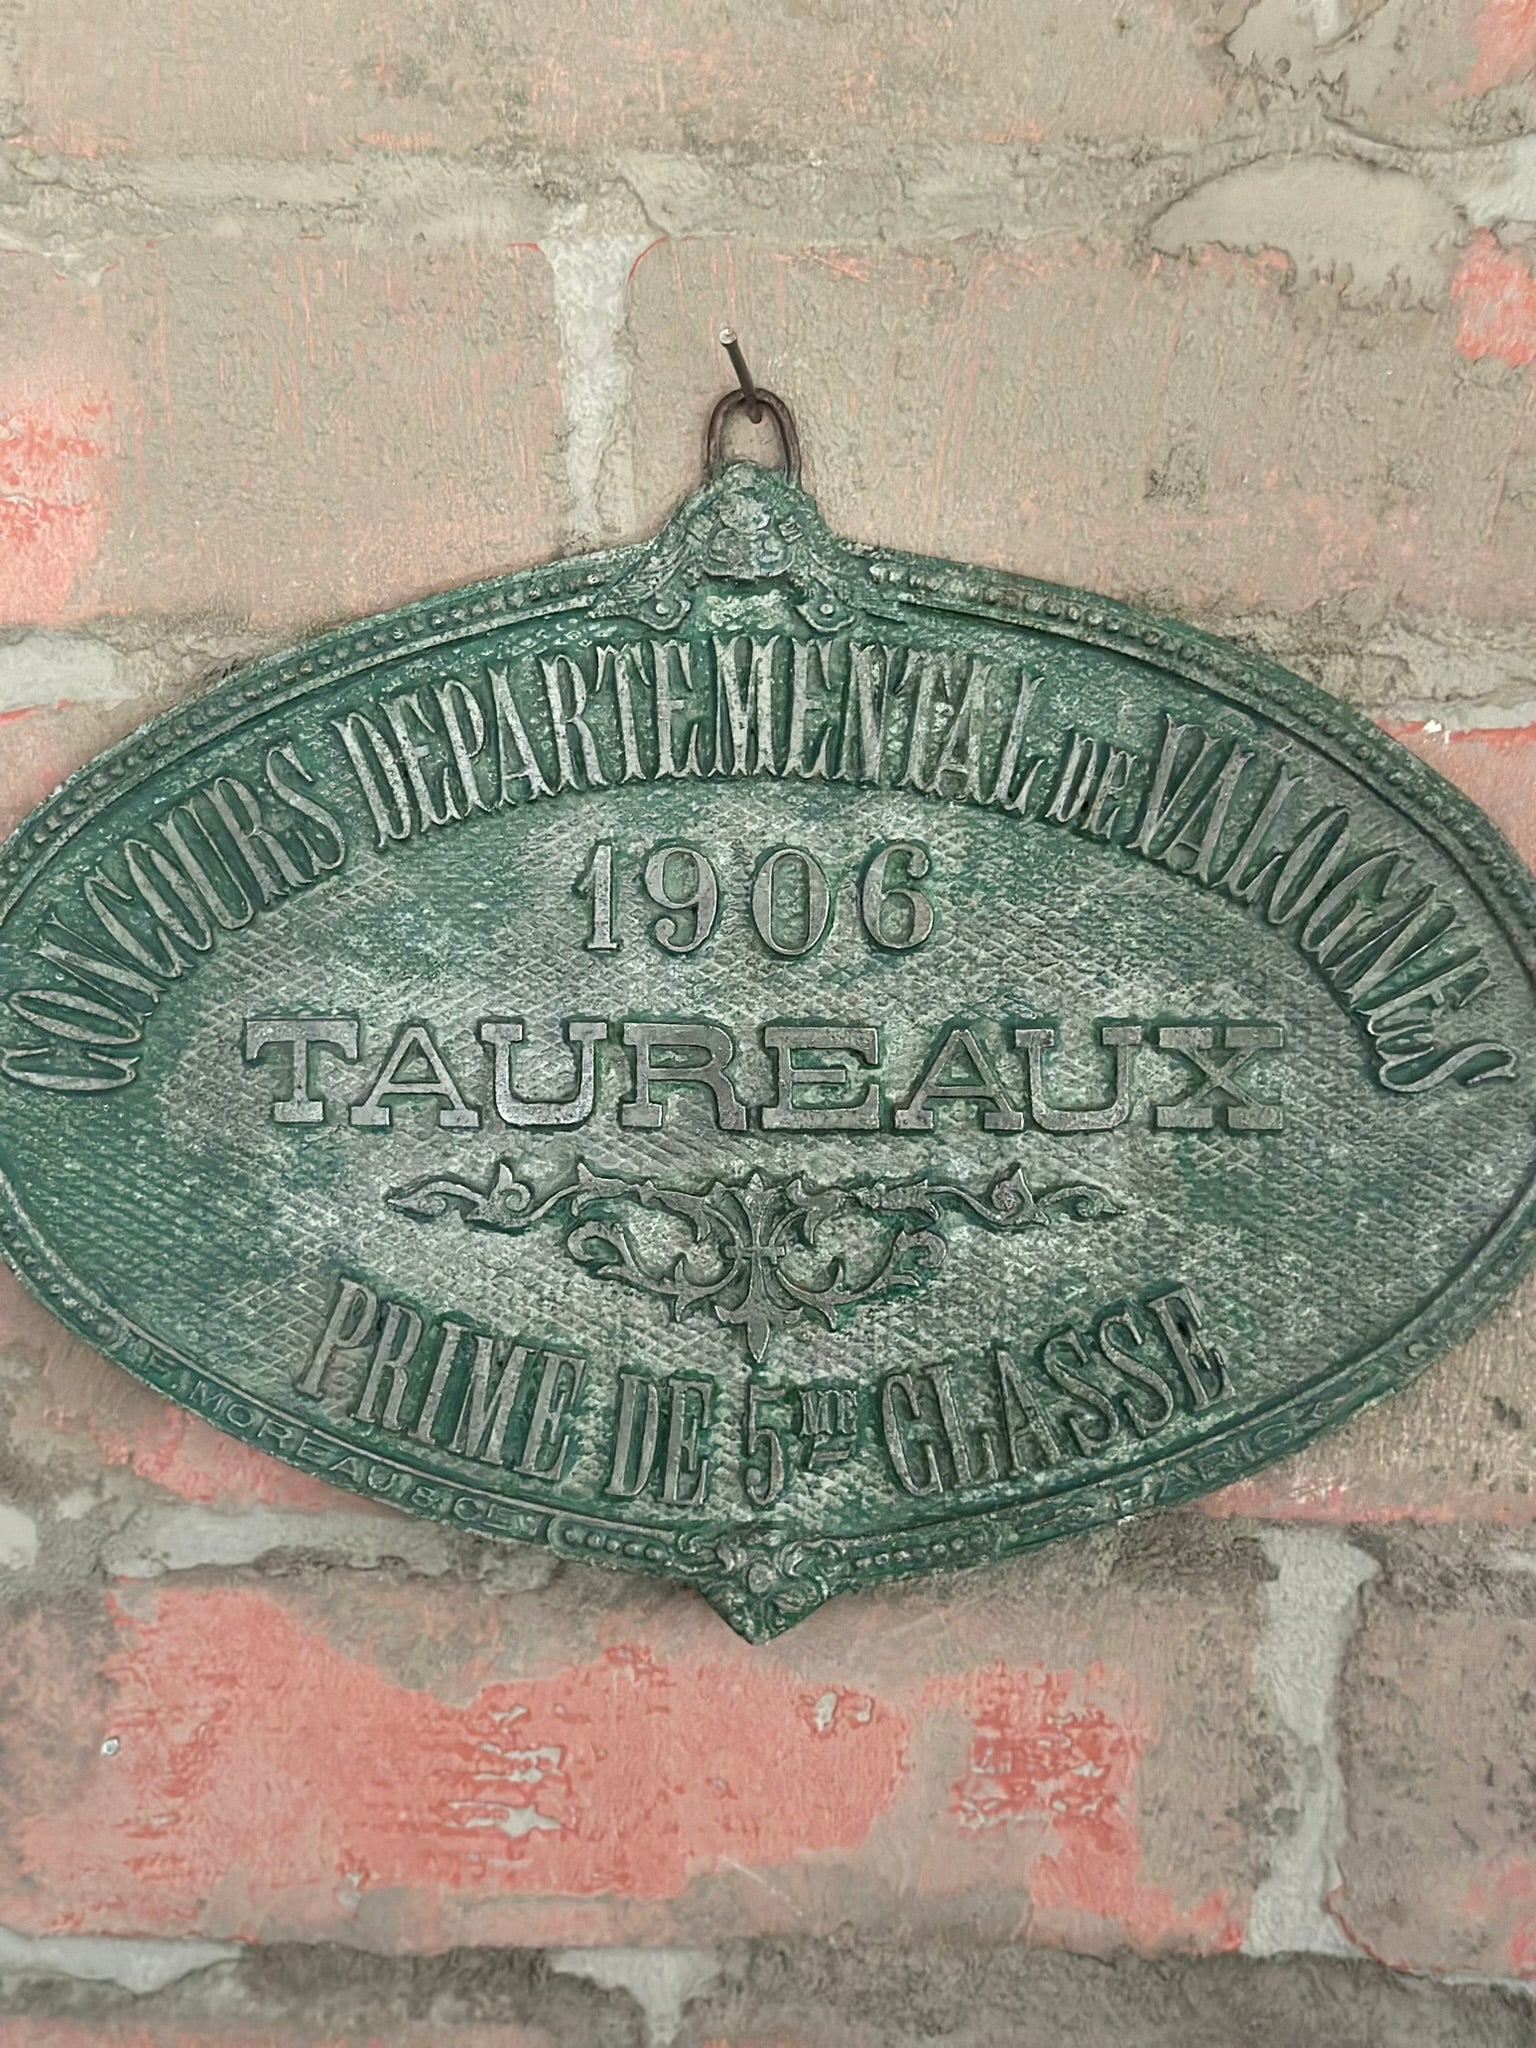 CONCOURS DEPARTEMENTAL DE VALOGNES
1906
TAUREAUX
PRIME DE 5ME CLASSE
F. MOREAU & CIE
PARIS